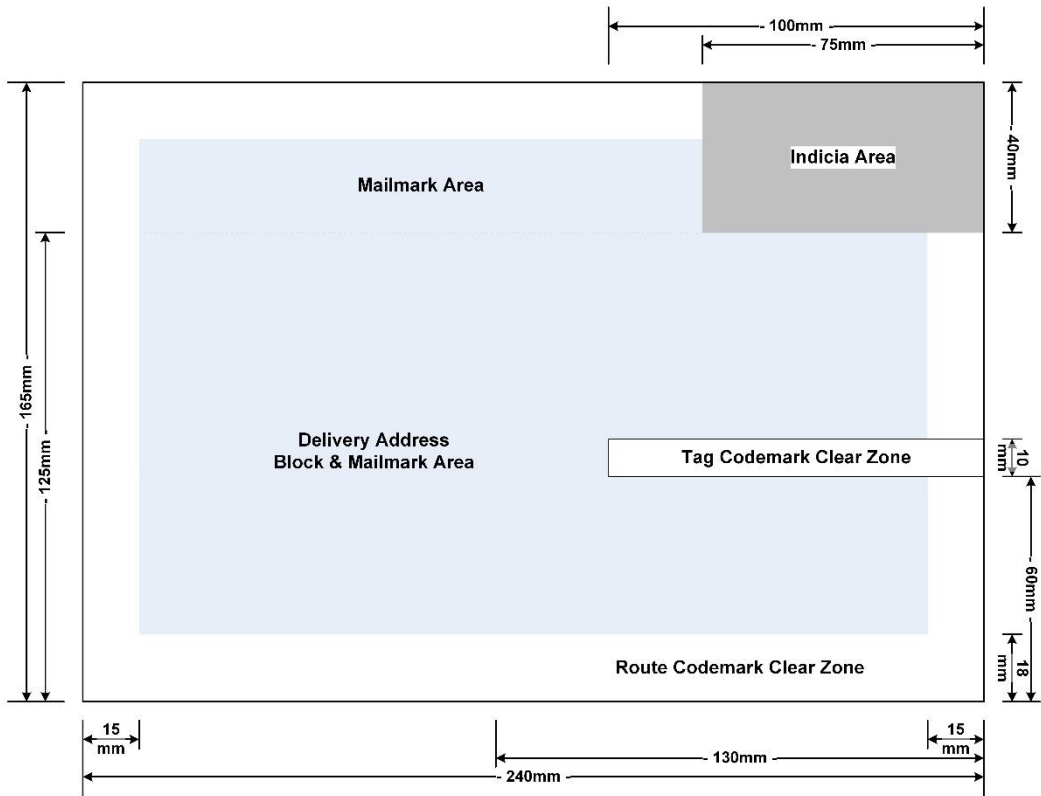 - 100mm -
- 75mm -
Indicia Area
- 40mm -
Mailmark Area
- 165mm -
- 125mm -
Delivery Address
Block & Mailmark Area
Tag Codemark Clear Zone
10
mm
- 60mm -
Route Codemark Clear Zone
18
mm
15
mm
15
mm
- 130mm -
- 240mm -